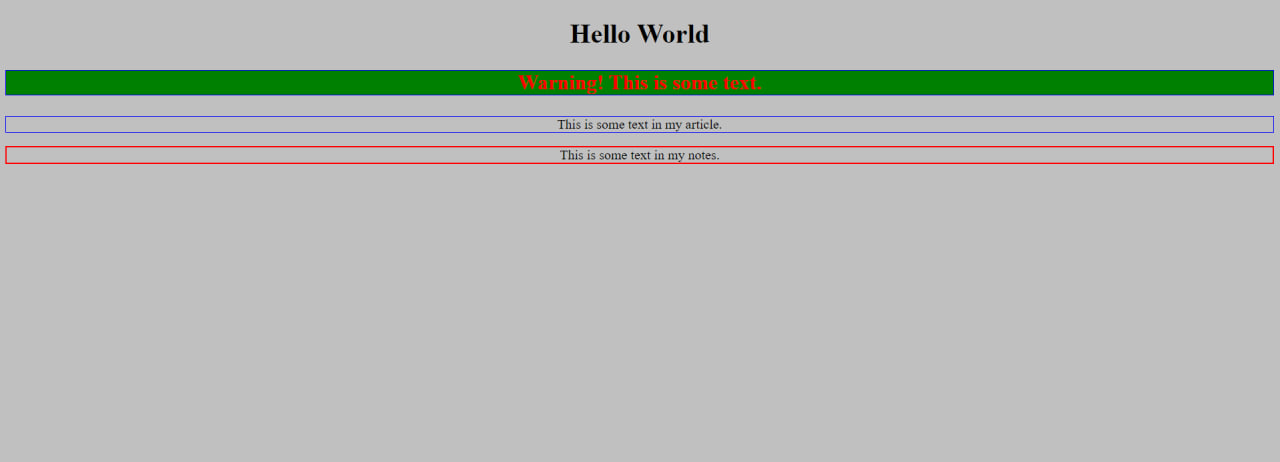 Hello World
Warning! This is some text.
This is some text in my article.
This is some text in my notes.